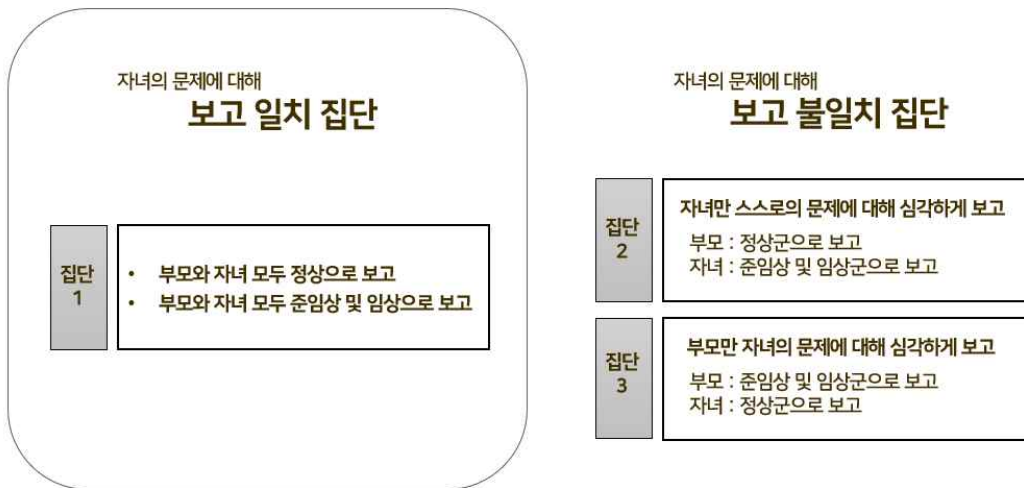 자녀의 문제에 대해
보고 일치 집단
집단
1
• 부모와 자녀 모두 정상으로 보고
• 부모와 자녀 모두 준임상 및 임상으로 보고
자녀의 문제에 대해
보고 불일치 집단
집단
2
자녀만 스스로의 문제에 대해 심각하게 보고
부모 : 정상군으로 보고
자녀 : 준임상 및 임상군으로 보고
집단
3
부모만 자녀의 문제에 대해 심각하게 보고
부모 : 준임상 및 임상군으로 보고
자녀 : 정상군으로 보고